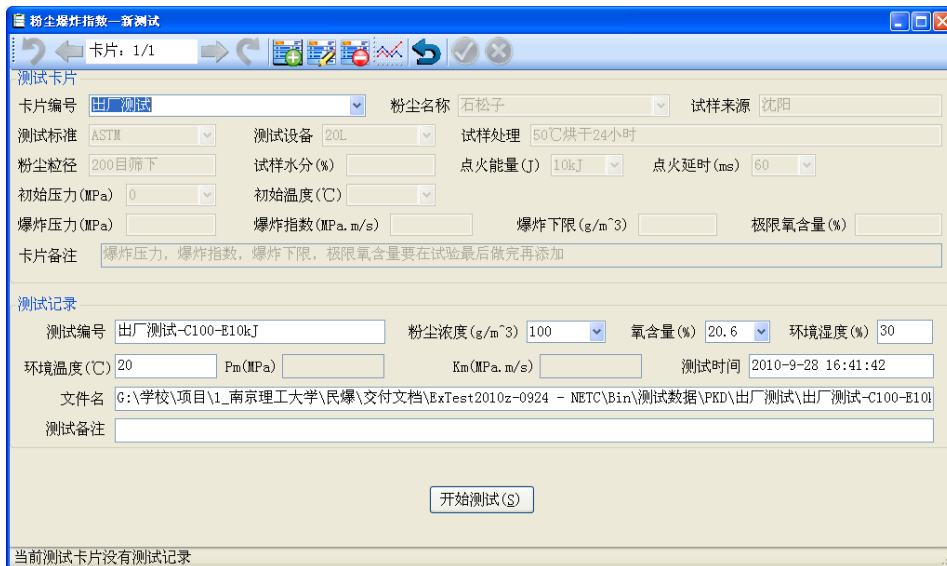 粉尘爆炸指数—新测试
卡片: 1/1
测试卡片
卡片编号 出厂测试 粉尘名称 石松子 试样来源 沈阳
测试标准 ASTM 测试设备 20L 试样处理 50℃烘干24小时
粉尘粒径 200目筛下 试样水分(%) 点火能量(J) 10kJ 点火延时(ms) 60
初始压力(MPa) 0 初始温度(℃)
爆炸压力(MPa) 爆炸指数(MPa.m/s) 爆炸下限(g/m^3) 极限氧含量(%)
卡片备注 爆炸压力, 爆炸指数, 爆炸下限, 极限氧含量要在试验最后做完再添加
测试记录
测试编号 出厂测试-C100-E10kJ 粉尘浓度(g/m^3) 100 氧含量(%) 20.6 环境湿度(%) 30
环境温度(℃) 20 Pm(MPa) Km(MPa.m/s) 测试时间 2010-9-28 16:41:42
文件名 G:\学校\项目\1_南京理工大学\民爆\交付文档\ExTest2010z-0924 - NETC\Bin\测试数据\PKD\出厂测试\出厂测试-C100-E10k
测试备注
开始测试(S)
当前测试卡片没有测试记录